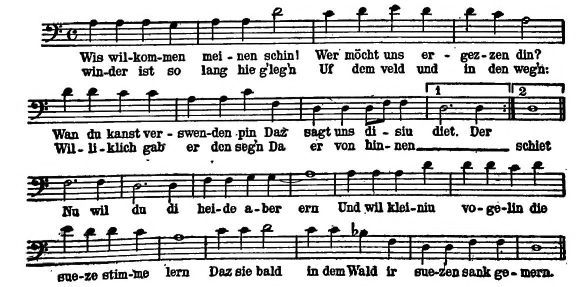 Wis wil-kom-men mei-nen schin! Wer möcht uns er-gez-zen din?
win-der ist so lang hie g'leg'n Uf dem veld und in den weg'n:
1 2
Wan du kanst ver-swen-den pin Daz sagt uns di-siu diet. Der
Wil-lik-lich gab er den seg'n Da er von hin-nen schiet
Nu wil du di hei-de a-ber ern Und wil klei-niu vo-ge-lin die
sue-ze stim-me lern Daz sie bald in dem Wald ir sue-zen sank ge-mern.